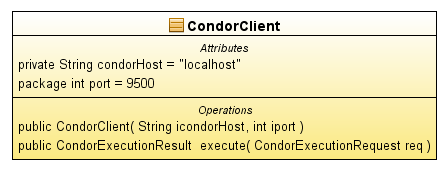 CondorClient
Attributes
private String condorHost = "localhost"
package int port = 9500
Operations
public CondorClient( String icondorHost, int iport )
public CondorExecutionResult execute( CondorExecutionRequest req )